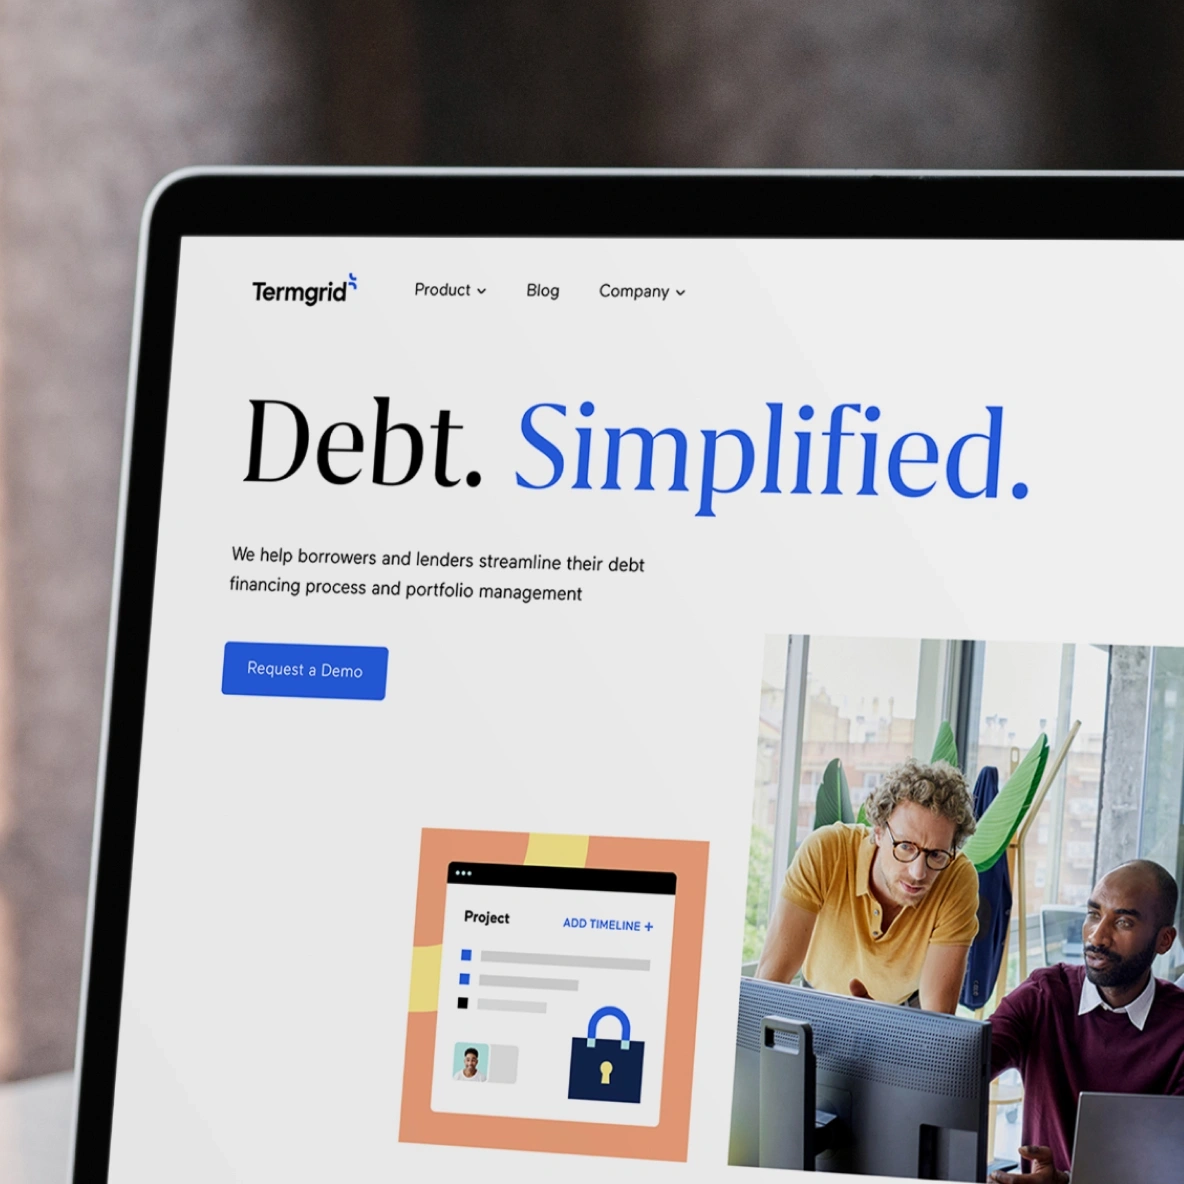 Termgrid
Product
Blog
Company
Debt. Simplified.
We help borrowers and lenders streamline their debt
financing process and portfolio management
Request a Demo
Project
ADD TIMELINE +